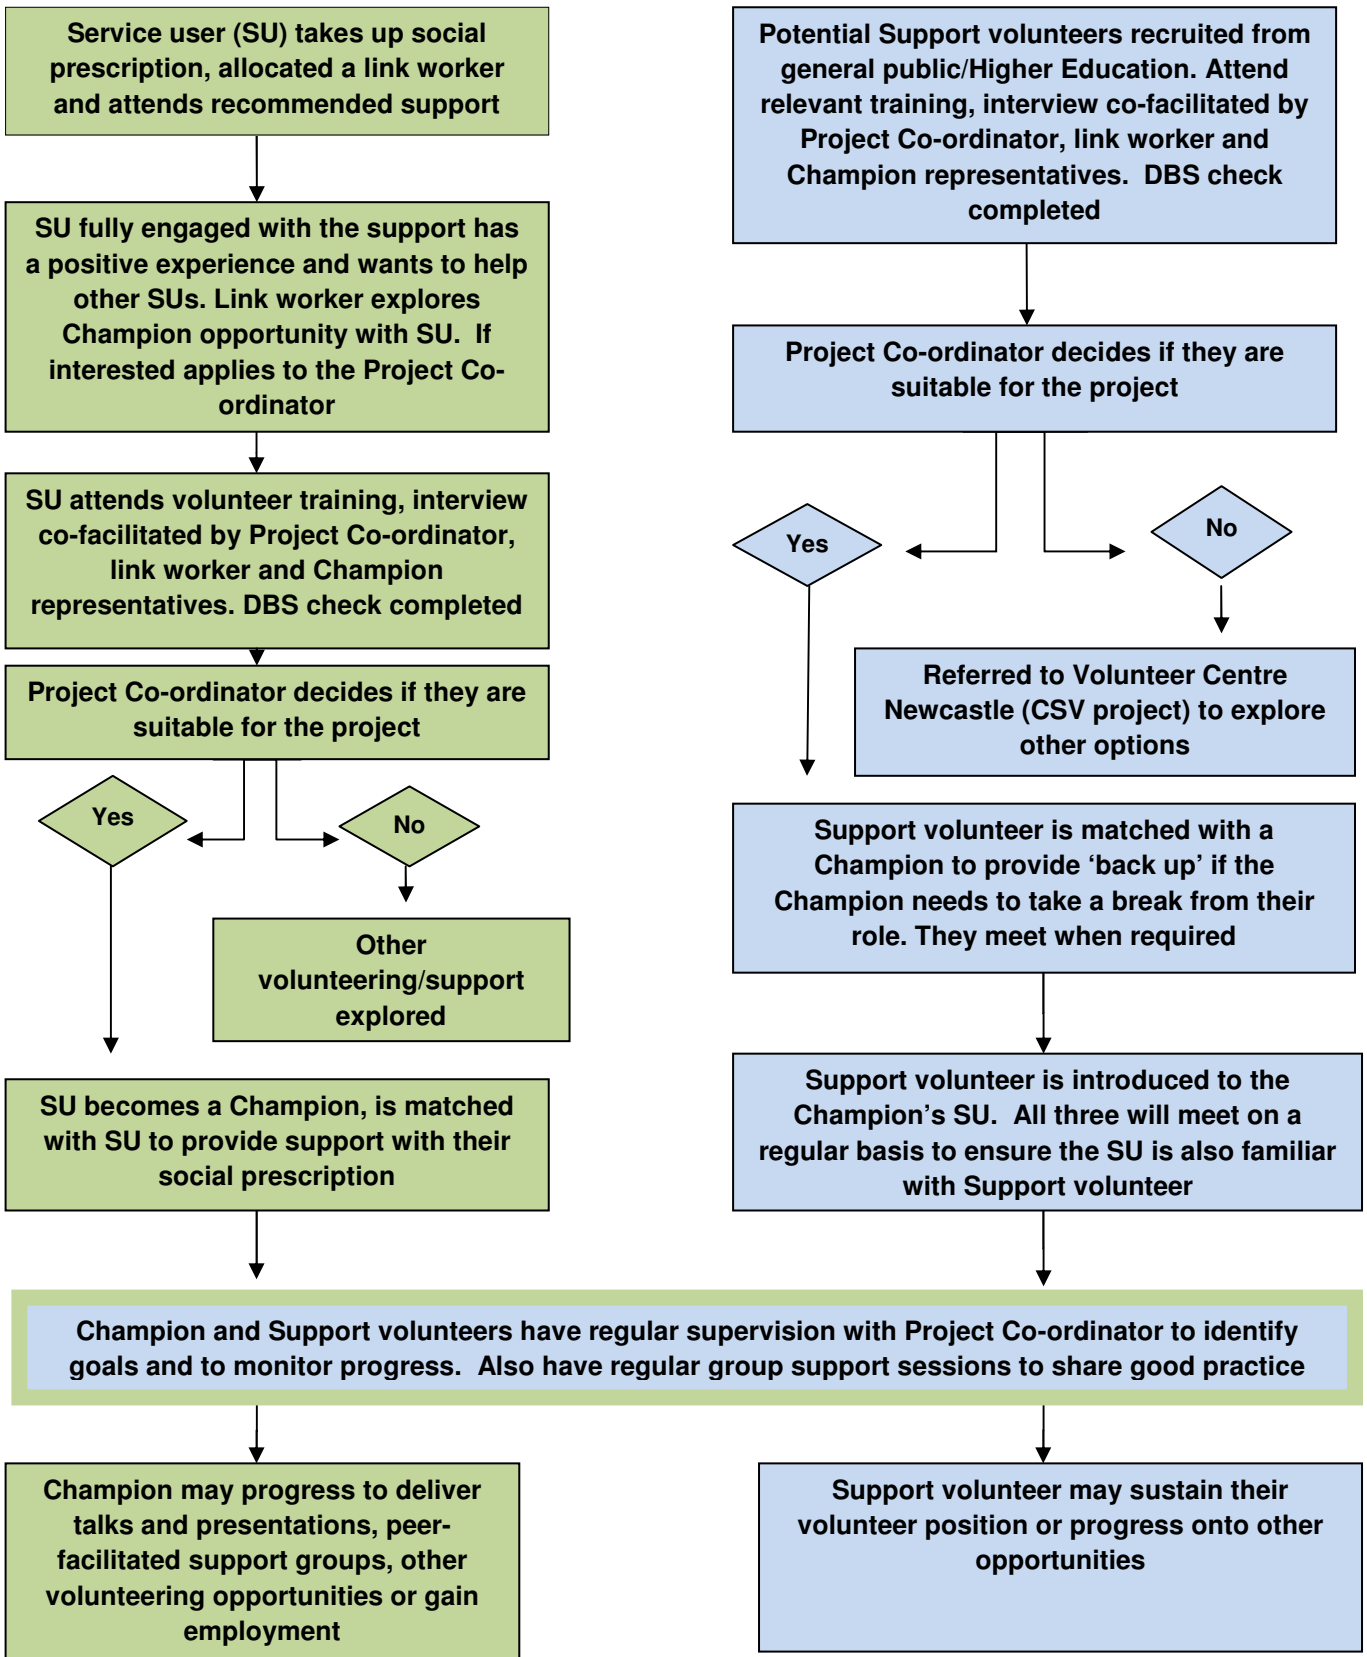 Service user (SU) takes up social
prescription, allocated a link worker
and attends recommended support
SU fully engaged with the support has
a positive experience and wants to help
other SUs. Link worker explores
Champion opportunity with SU.  If
interested applies to the Project Co-
ordinator
SU attends volunteer training, interview
co-facilitated by Project Co-ordinator,
link worker and Champion
representatives. DBS check completed
Project Co-ordinator decides if they are
suitable for the project
Yes
No
Other
volunteering/support
explored
SU becomes a Champion, is matched
with SU to provide support with their
social prescription
Potential Support volunteers recruited from
general public/Higher Education. Attend
relevant training, interview co-facilitated by
Project Co-ordinator, link worker and
Champion representatives.  DBS check
completed
Project Co-ordinator decides if they are
suitable for the project
Yes
No
Referred to Volunteer Centre
Newcastle (CSV project) to explore
other options
Support volunteer is matched with a
Champion to provide ‘back up’ if the
Champion needs to take a break from their
role. They meet when required
Support volunteer is introduced to the
Champion’s SU.  All three will meet on a
regular basis to ensure the SU is also familiar
with Support volunteer
Champion and Support volunteers have regular supervision with Project Co-ordinator to identify
goals and to monitor progress.  Also have regular group support sessions to share good practice
Champion may progress to deliver
talks and presentations, peer-
facilitated support groups, other
volunteering opportunities or gain
employment
Support volunteer may sustain their
volunteer position or progress onto other
opportunities